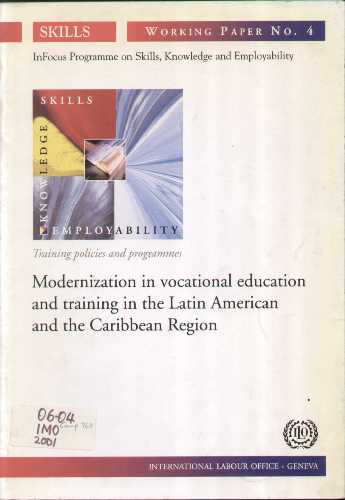 SKILLS
WORKING PAPER NO. 4
InFocus Programme on Skills, Knowledge and Employability
SKILLS
KNOWLEDGE
EMPLOYABILITY
Training policies and programmes
Modernization in vocational education
and training in the Latin American
and the Caribbean Region
06-04
IMO
2001
ILO
INTERNATIONAL LABOUR OFFICE - GENEVA